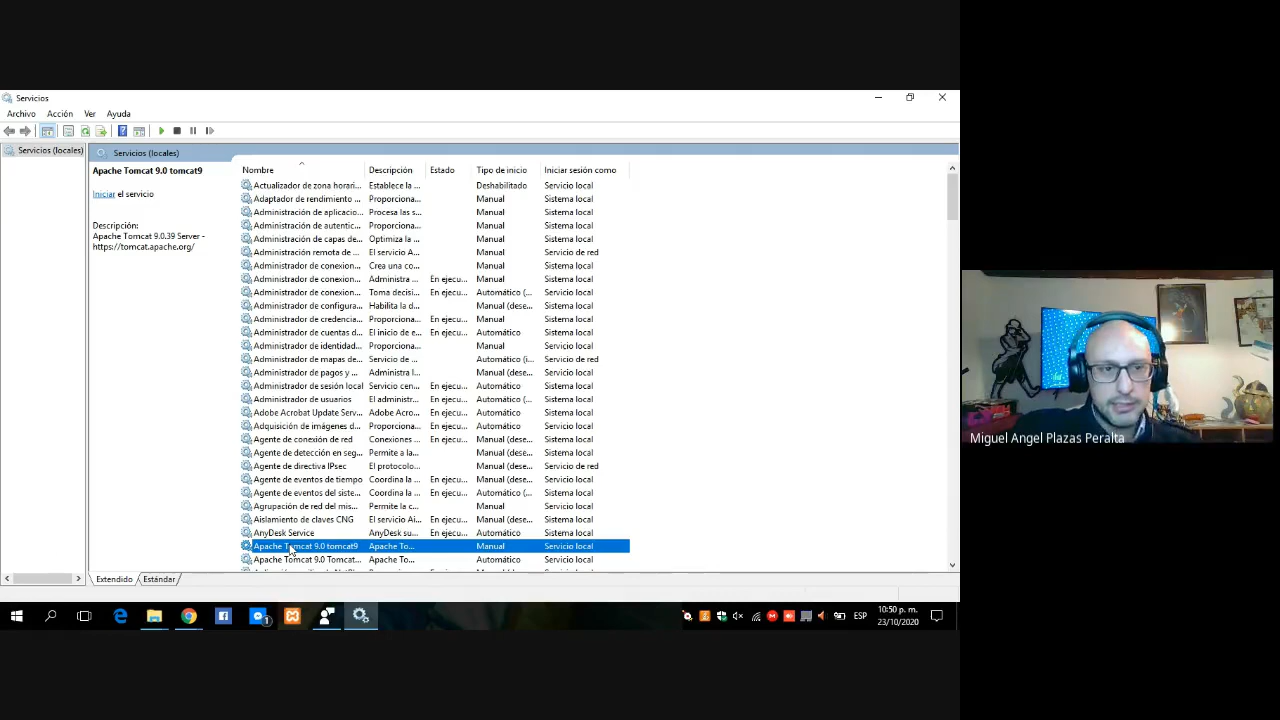 Servicios
Archivo Acción Ver Ayuda
Servicios (locales)
Servicios (locales)
Apache Tomcat 9.0 tomcat9
Iniciar el servicio
Descripción:
Apache Tomcat 9.0.39 Server -
https://tomcat.apache.org/
Nombre Descripción Estado Tipo de inicio Iniciar sesión como
Actualizador de zona horari... Establece la ... Deshabilitado Servicio local
Adaptador de rendimiento ... Proporciona... Manual Sistema local
Administración de aplicacio... Procesa las s... Manual Sistema local
Administración de autentic... Proporciona... Manual Sistema local
Administración de capas de... Optimiza la ... Manual Sistema local
Administración remota de ... El servicio A... Manual Servicio de red
Administrador de conexion... Crea una co... Manual Sistema local
Administrador de conexion... Administra ... En ejecu... Manual Sistema local
Administrador de conexion... Toma decisi... En ejecu... Automático (... Servicio local
Administrador de configura... Habilita la d... Manual (dese... Sistema local
Administrador de credencia... Proporciona... En ejecu... Manual Sistema local
Administrador de cuentas d... El inicio de e... En ejecu... Automático Sistema local
Administrador de identidad... Proporciona... Manual Servicio local
Administrador de mapas de... Servicio de ... Automático (i... Servicio de red
Administrador de pagos y ... Administra l... Manual (dese... Servicio local
Administrador de sesión local Servicio cen... En ejecu... Automático Sistema local
Administrador de usuarios El administr... En ejecu... Automático (... Sistema local
Adobe Acrobat Update Serv... Adobe Acro... En ejecu... Automático Sistema local
Adquisición de imágenes d... Proporciona... En ejecu... Automático Servicio local
Agente de conexión de red Conexiones ... En ejecu... Manual (dese... Sistema local
Agente de detección en seg... Permite a la... Manual (dese... Sistema local
Agente de directiva IPsec El protocolo... Manual (dese... Servicio de red
Agente de eventos de tiempo Coordina la ... En ejecu... Manual (dese... Servicio local
Agente de eventos del siste... Coordina la ... En ejecu... Automático (... Sistema local
Agrupación de red del mis... Permite la c... Manual Servicio local
Aislamiento de claves CNG El servicio Ai... En ejecu... Manual (dese... Sistema local
AnyDesk Service AnyDesk su... En ejecu... Automático Sistema local
Apache Tomcat 9.0 tomcat9 Apache To... Manual Servicio local
Apache Tomcat 9.0 Tomcat... Apache To... Automático Servicio local
Extendido Estándar
1
ESP
10:50 p. m.
23/10/2020
Miguel Angel Plazas Peralta